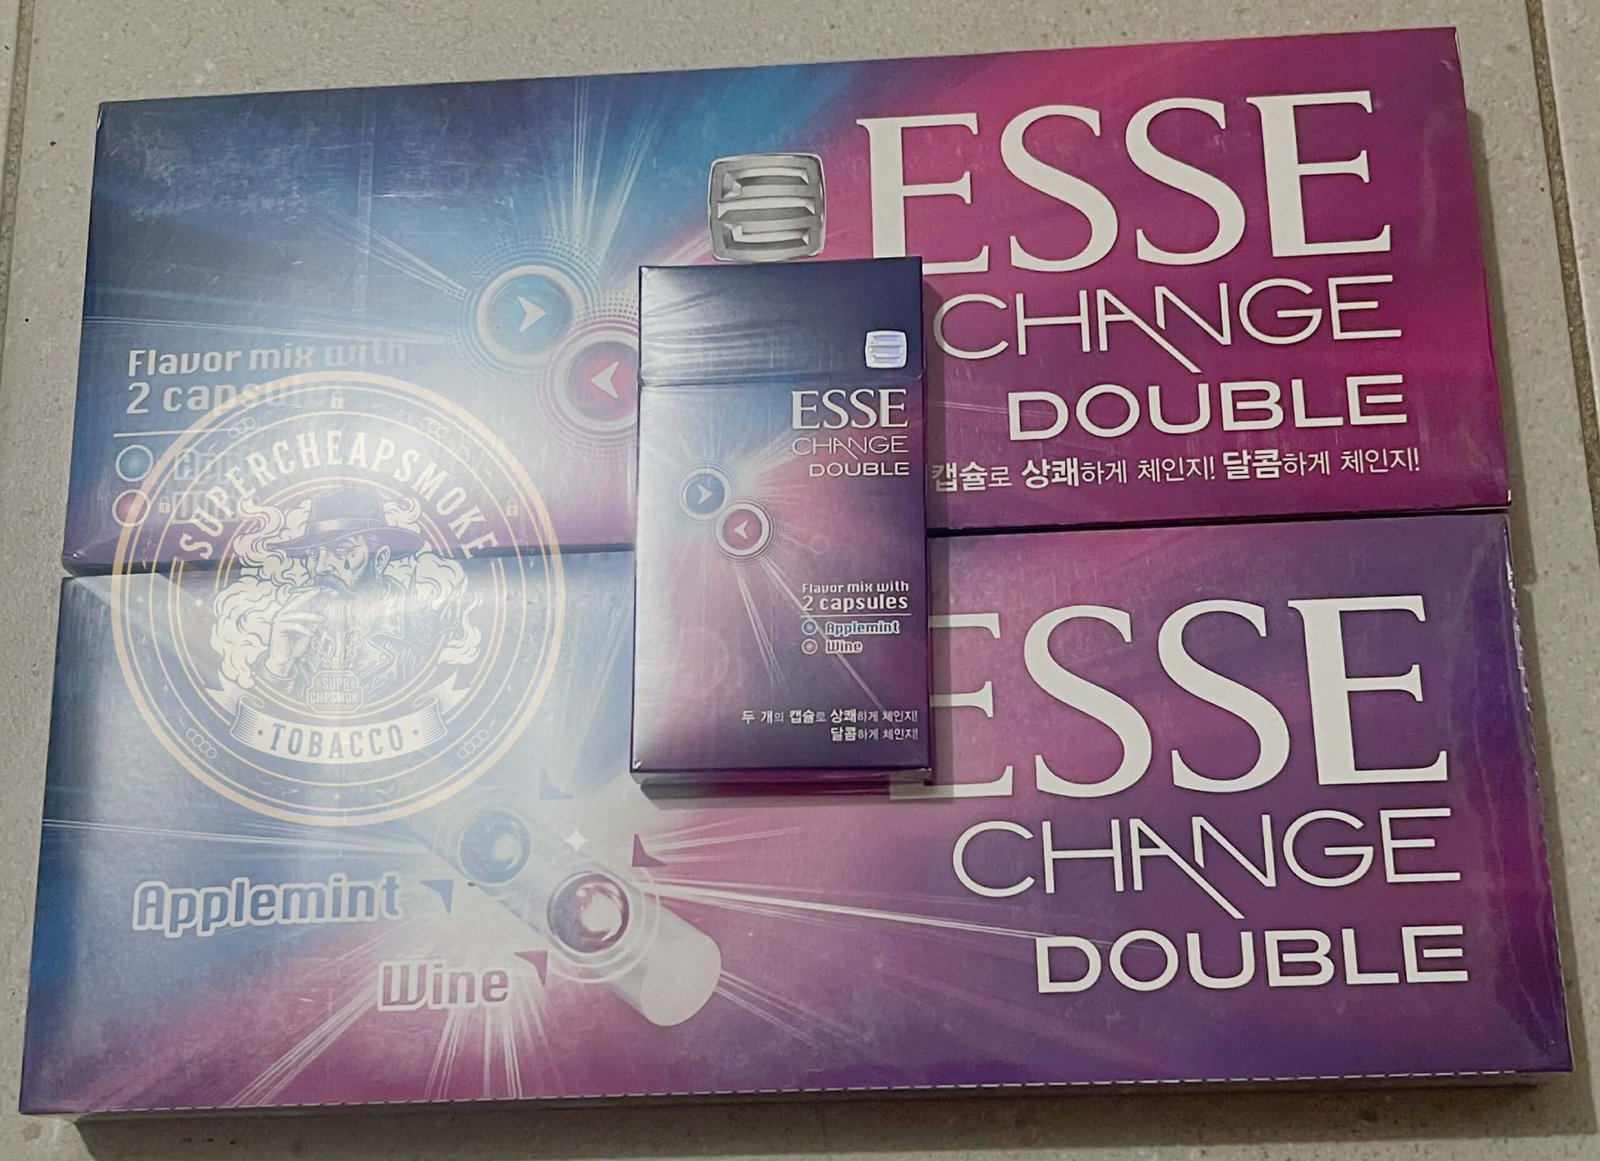 ESSE
CHANGE
DOUBLE
캡슐로 상쾌하게 체인지! 달콤하게 체인지!
Flavor mix with
2 capsules
SUPERCHEAPSMOKE
SUPR
CHPSMOK
TOBACCO
ESSE
CHANGE
DOUBLE
Flavor mix with
2 capsules
Applemint
Wine
두 개의 캡슐로 상쾌하게 체인지!
달콤하게 체인지!
ESSE
CHANGE
DOUBLE
Applemint
Wine